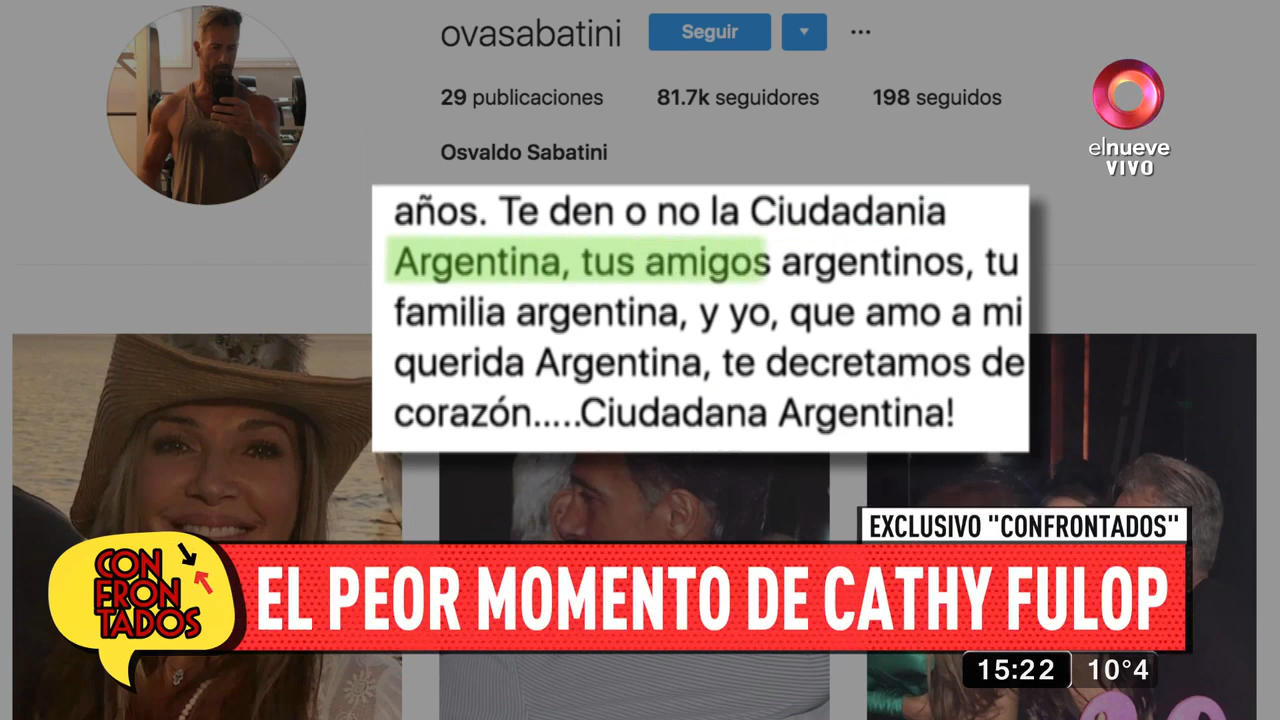 ovasabatini Seguir ...
29 publicaciones 81.7k seguidores 198 seguidos
Osvaldo Sabatini
elnueve
VIVO
años. Te den o no la Ciudadania
Argentina, tus amigos argentinos, tu
familia argentina, y yo, que amo a mi
querida Argentina, te decretamos de
corazón.....Ciudadana Argentina!
EXCLUSIVO "CONFRONTADOS"
CON
FRON
TADOS
EL PEOR MOMENTO DE CATHY FULOP
15:22 10°4